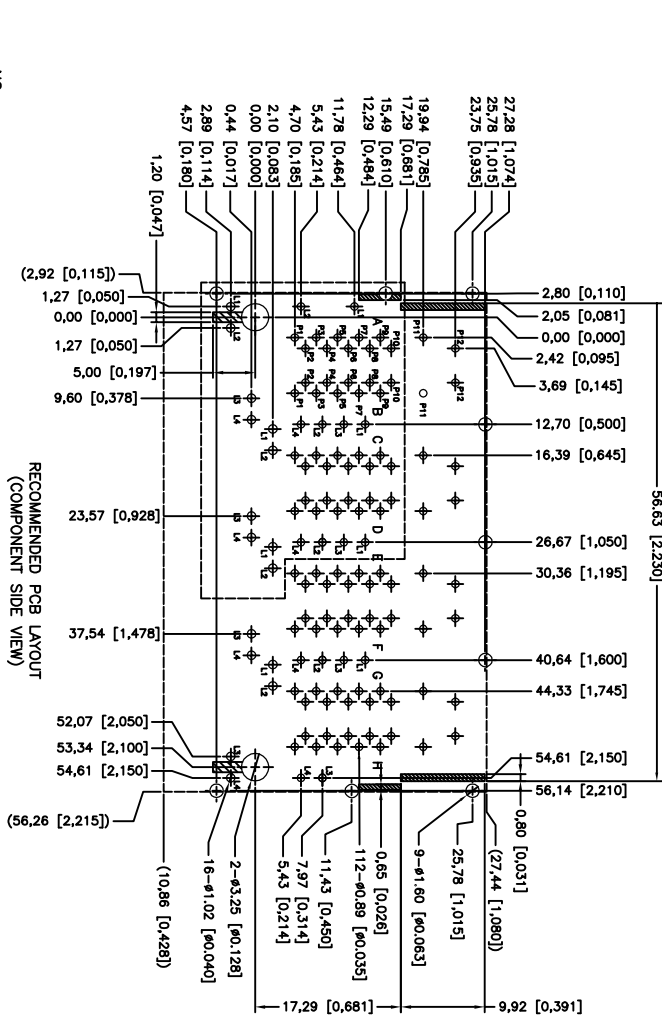 27,28 [1,074]
25,78 [1,015]
23,75 [0,935]
19,94 [0,785]
17,29 [0,681]
15,49 [0,610]
12,29 [0,484]
11,78 [0,464]
5,43 [0,214]
4,70 [0,185]
2,10 [0,083]
0,00 [0,000]
0,44 [0,017]
2,89 [0,114]
4,57 [0,180]
1,20 [0,047]
(2,92 [0,115])
1,27 [0,050]
0,00 [0,000]
1,27 [0,050]
5,00 [0,197]
9,60 [0,378]
23,57 [0,928]
37,54 [1,478]
52,07 [2,050]
53,34 [2,100]
54,61 [2,150]
(56,26 [2,215])
2,80 [0,110]
2,05 [0,081]
0,00 [0,000]
2,42 [0,095]
3,69 [0,145]
12,70 [0,500]
16,39 [0,645]
26,67 [1,050]
30,36 [1,195]
40,64 [1,600]
44,33 [1,745]
54,61 [2,150]
56,14 [2,210]
56.63 [2.230]
A
B
C
D
E
F
G
H
P11
P12
P12
P11
P10
RECOMMENDED PCB LAYOUT
(COMPONENT SIDE VIEW)
0,80 [0,031]
(27,44 [1,080])
25,78 [1,015]
9-ø1.60 [ø0.063]
0,65 [0,026]
112-ø0.89 [ø0.035]
11,43 [0,450]
7,97 [0,314]
5,43 [0,214]
2-ø3.25 [ø0.128]
16-ø1.02 [ø0.040]
(10,86 [0,428])
17,29 [0,681]
9,92 [0,391]